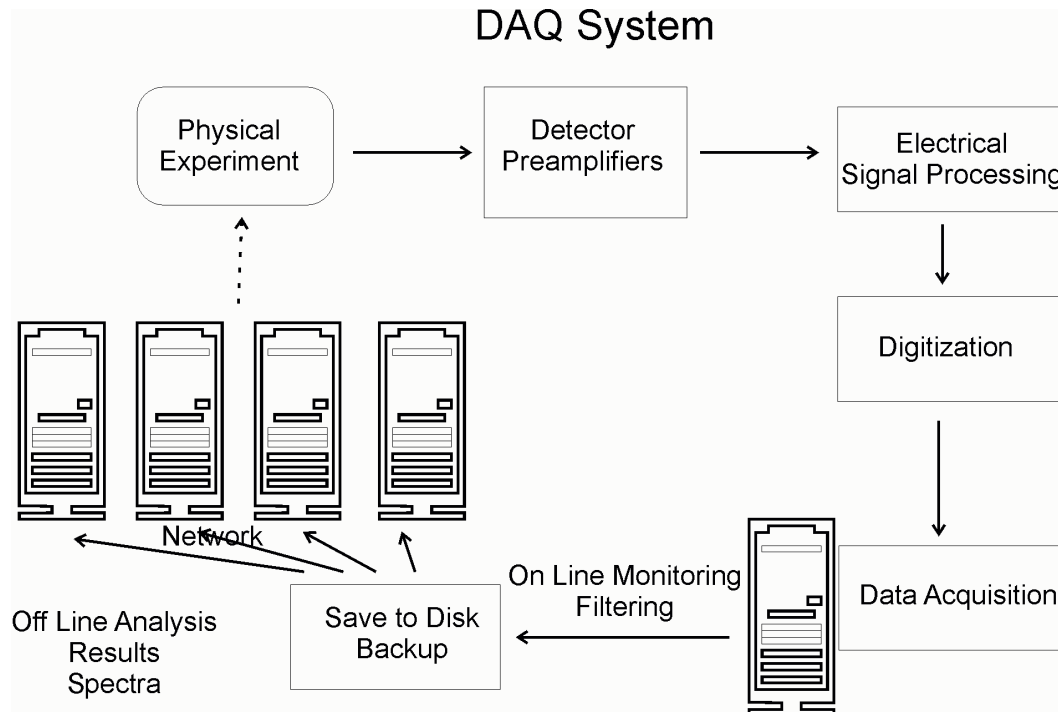 DAQ System
Physical
Experiment
Detector
Preamplifiers
Electrical
Signal Processing
Digitization
Data Acquisition
On Line Monitoring
Filtering
Save to Disk
Backup
Network
Off Line Analysis
Results
Spectra